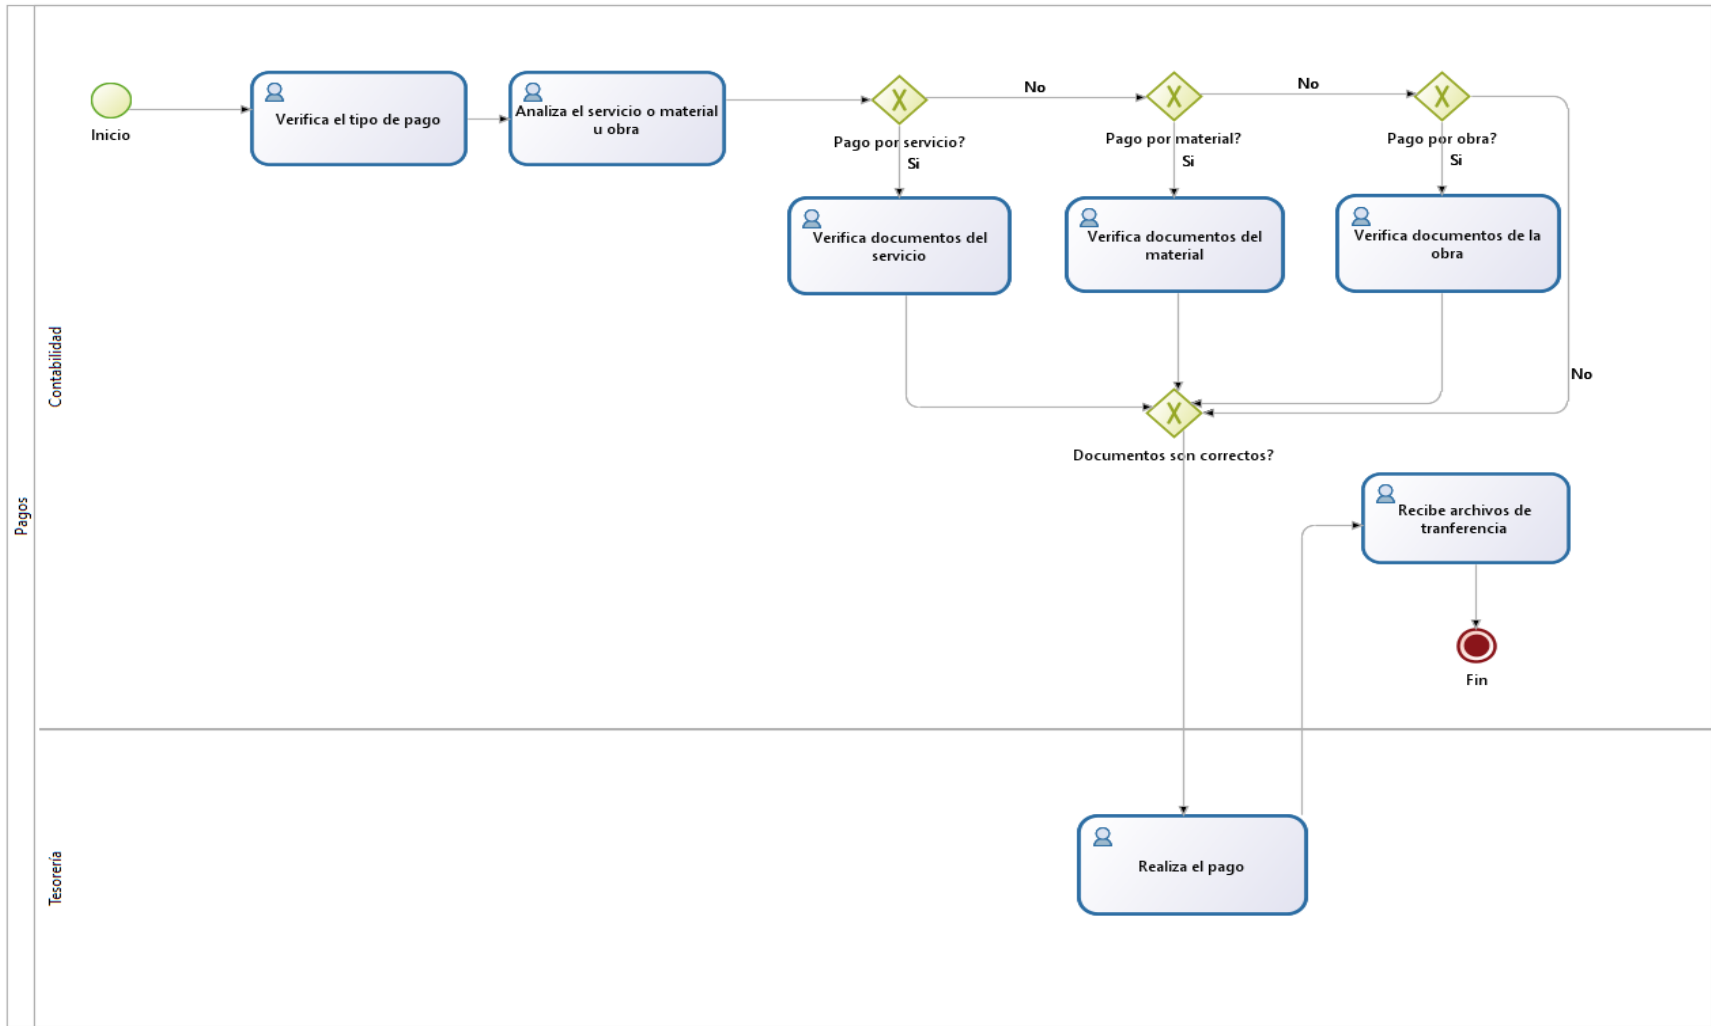 Pagos
Contabilidad
Inicio
Verifica el tipo de pago
Analiza el servicio o material
u obra
Pago por servicio?
No
Si
Pago por material?
No
Si
Pago por obra?
Si
No
Verifica documentos del
servicio
Verifica documentos del
material
Verifica documentos de la
obra
Documentos son correctos?
Recibe archivos de
tranferencia
Fin
Tesorería
Realiza el pago